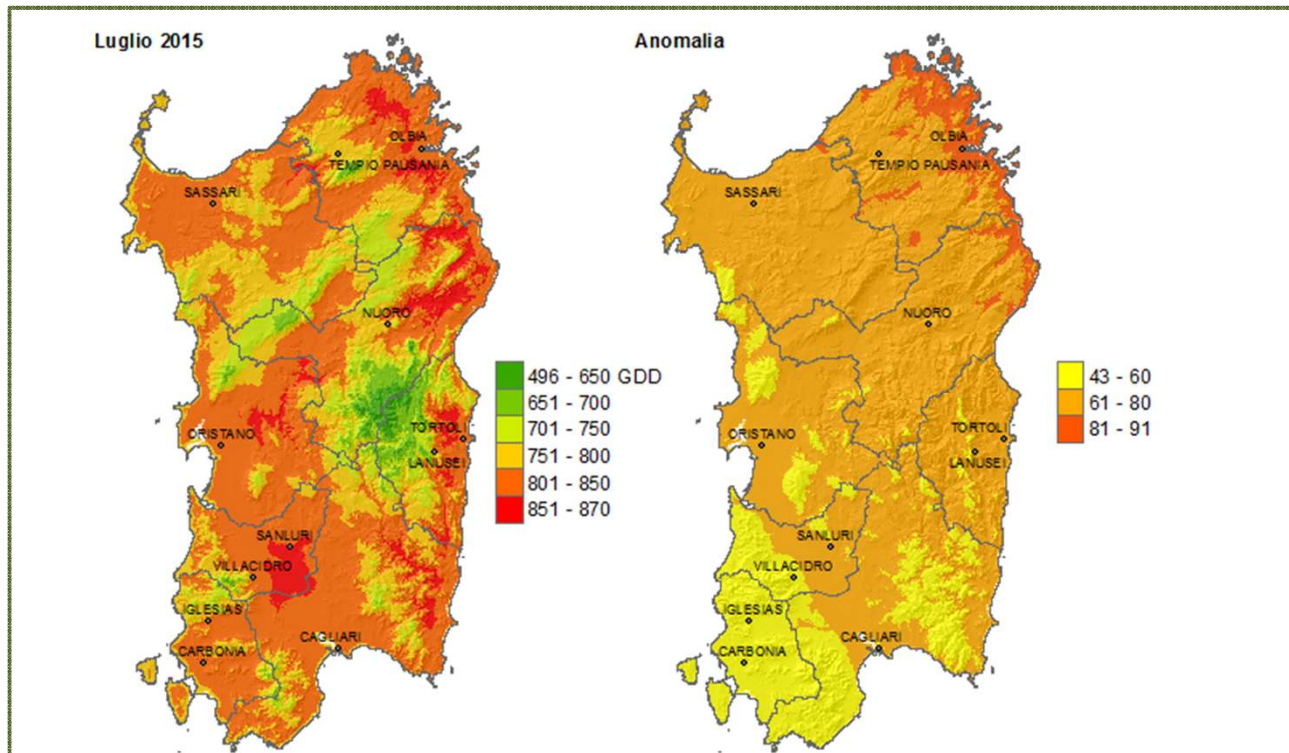 Luglio 2015
OLBIA
TEMPIO PAUSANIA
SASSARI
NUORO
ORISTANO
TORTOLI
LANUSEI
SANLURI
VILLACIDRO
IGLESIAS
CAGLIARI
CARBONIA
496 - 650 GDD
651 - 700
701 - 750
751 - 800
801 - 850
851 - 870
Anomalia
OLBIA
TEMPIO PAUSANIA
SASSARI
NUORO
ORISTANO
TORTOLI
LANUSEI
SANLURI
VILLACIDRO
IGLESIAS
CAGLIARI
CARBONIA
43 - 60
61 - 80
81 - 91